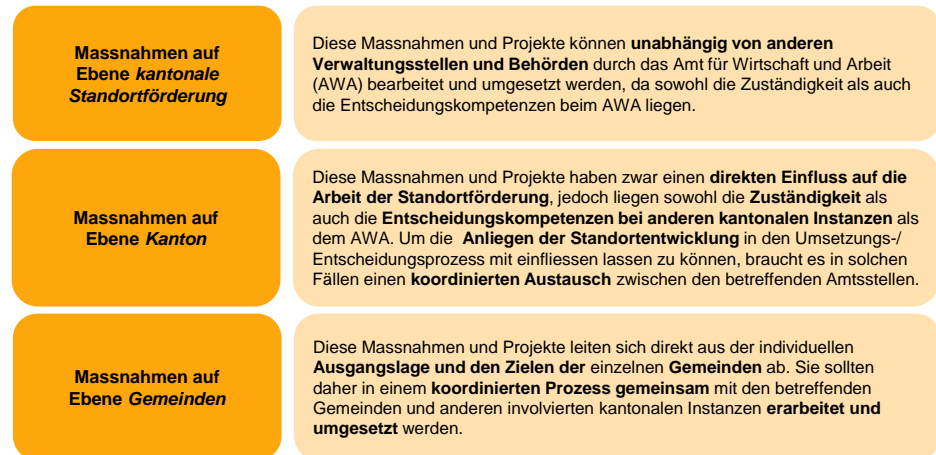 Massnahmen auf
Ebene kantonale
Standortförderung
Diese Massnahmen und Projekte können unabhängig von anderen
Verwaltungsstellen und Behörden durch das Amt für Wirtschaft und Arbeit
(AWA) bearbeitet und umgesetzt werden, da sowohl die Zuständigkeit als auch
die Entscheidungskompetenzen beim AWA liegen.
Massnahmen auf
Ebene Kanton
Diese Massnahmen und Projekte haben zwar einen direkten Einfluss auf die
Arbeit der Standortförderung, jedoch liegen sowohl die Zuständigkeit als
auch die Entscheidungskompetenzen bei anderen kantonalen Instanzen als
dem AWA. Um die Anliegen der Standortentwicklung in den Umsetzungs-/
Entscheidungsprozess mit einfliessen lassen zu können, braucht es in solchen
Fällen einen koordinierten Austausch zwischen den betreffenden Amtsstellen.
Massnahmen auf
Ebene Gemeinden
Diese Massnahmen und Projekte leiten sich direkt aus der individuellen
Ausgangslage und den Zielen der einzelnen Gemeinden ab. Sie sollten
daher in einem koordinierten Prozess gemeinsam mit den betreffenden
Gemeinden und anderen involvierten kantonalen Instanzen erarbeitet und
umgesetzt werden.